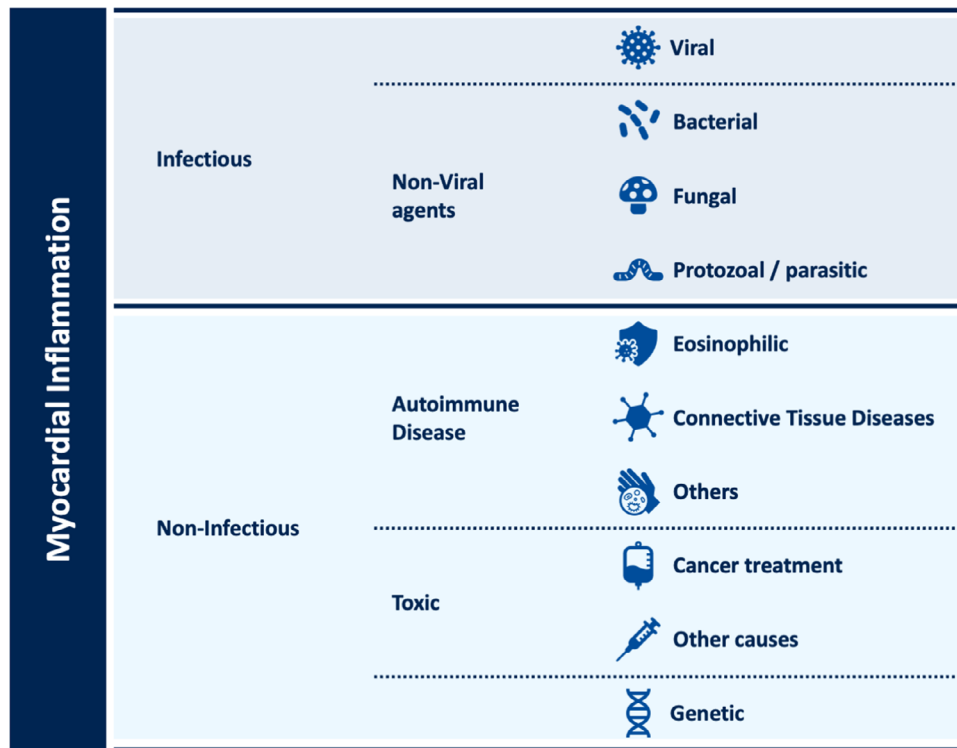 Myocardial Inflammation
Infectious
Viral
Non-Viral
agents
Bacterial
Fungal
Protozoal / parasitic
Non-Infectious
Autoimmune
Disease
Eosinophilic
Connective Tissue Diseases
Others
Toxic
Cancer treatment
Other causes
Genetic